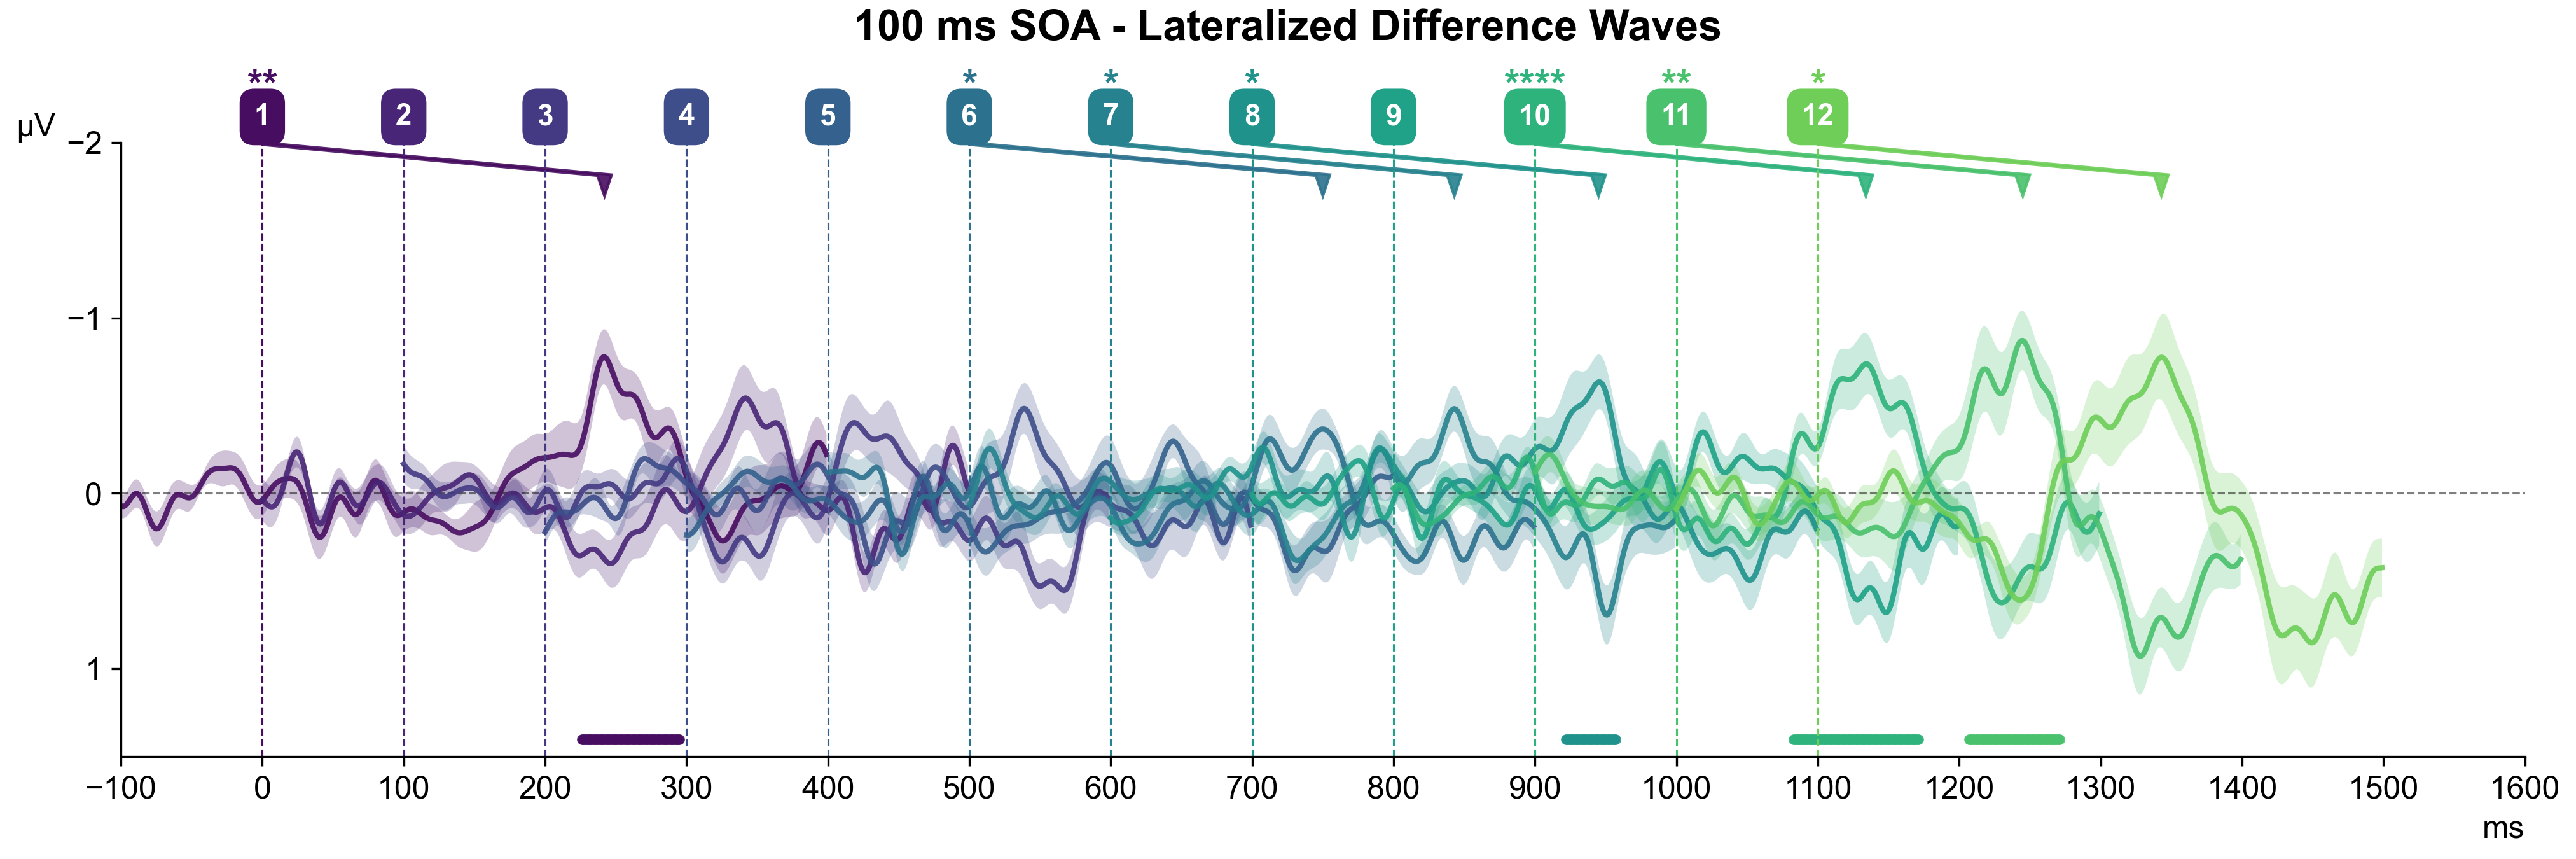 100 ms SOA - Lateralized Difference Waves
** * * * **** ** *
1 2 3 4 5 6 7 8 9 10 11 12
µV
−2
−1
0
1
−100 0 100 200 300 400 500 600 700 800 900 1000 1100 1200 1300 1400 1500 1600
ms